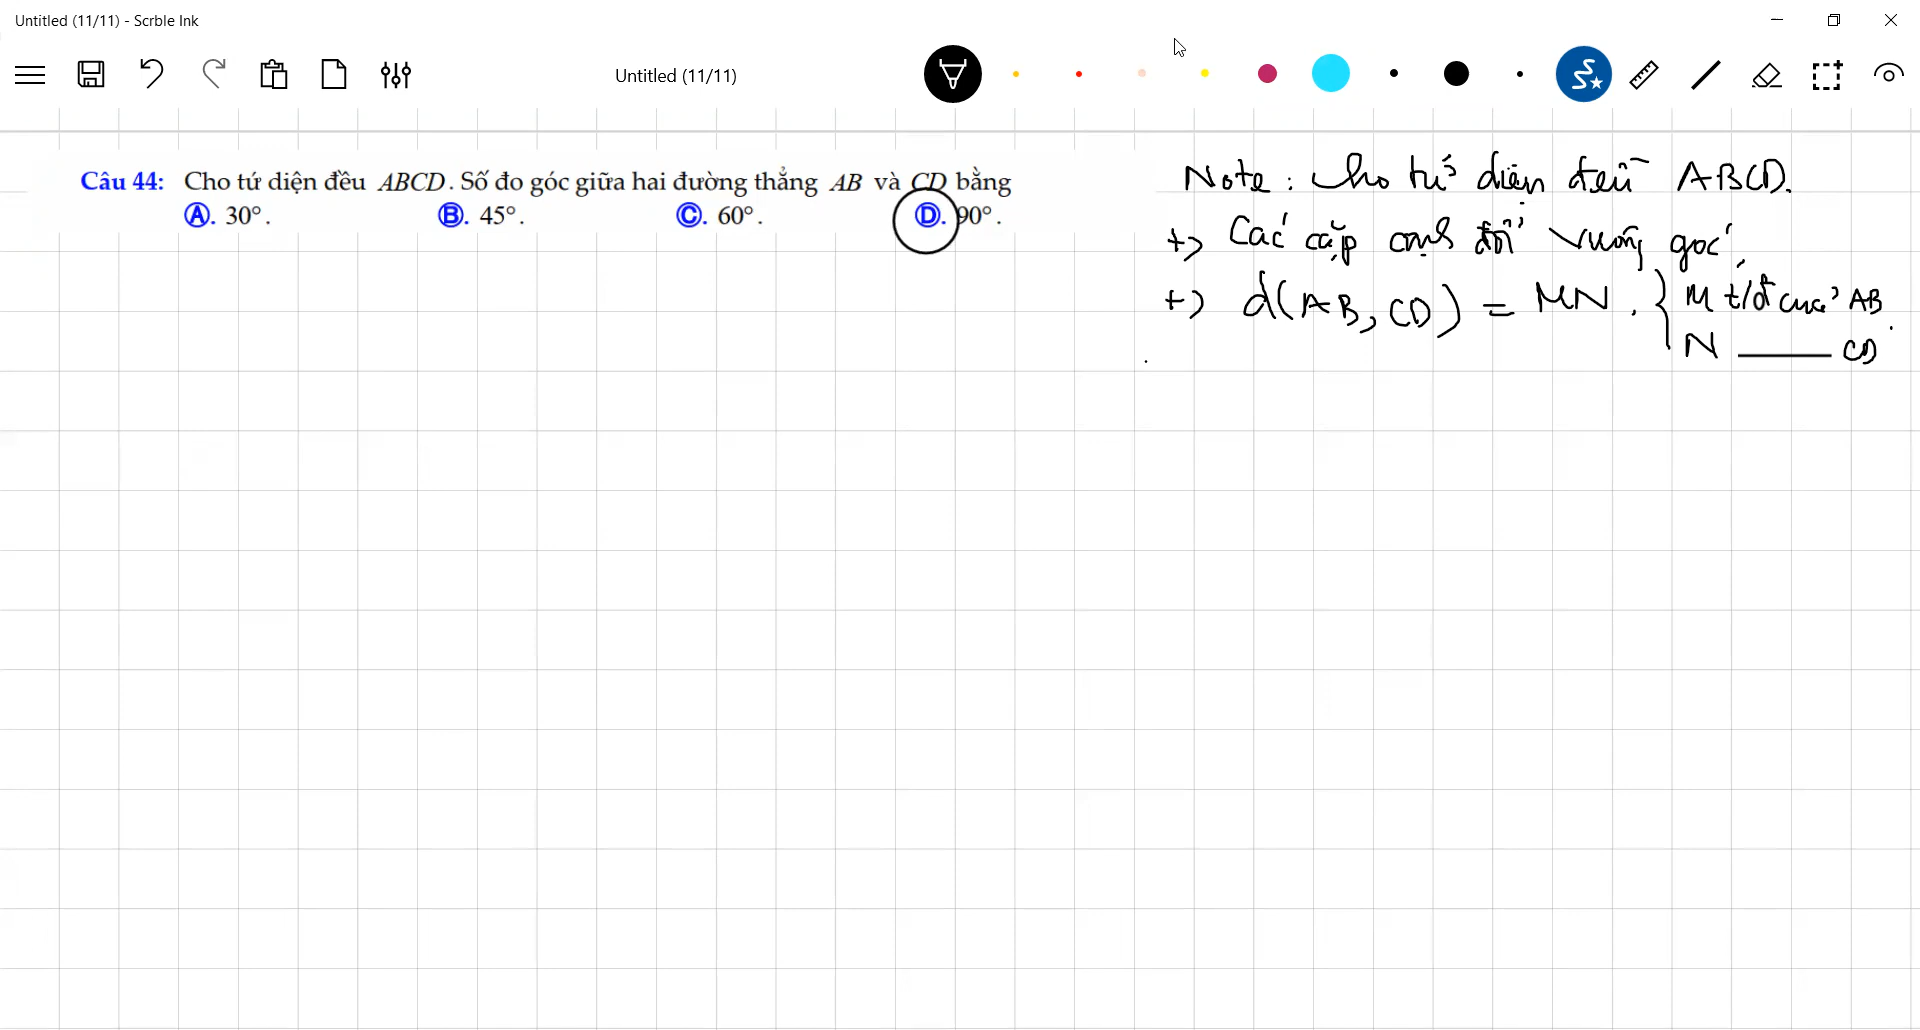 Untitled (11/11) - Scrble Ink
Untitled (11/11)
Câu 44: Cho tứ diện đều ABCD. Số đo góc giữa hai đường thẳng AB và CD bằng
A. 30°. B. 45°. C. 60°. D. 90°.
Note: Cho tứ diện đều ABCD.
+) Các cặp cạnh đối vuông góc.
+) d(AB, CD) = MN. { M t/đ của AB
N ——— CD